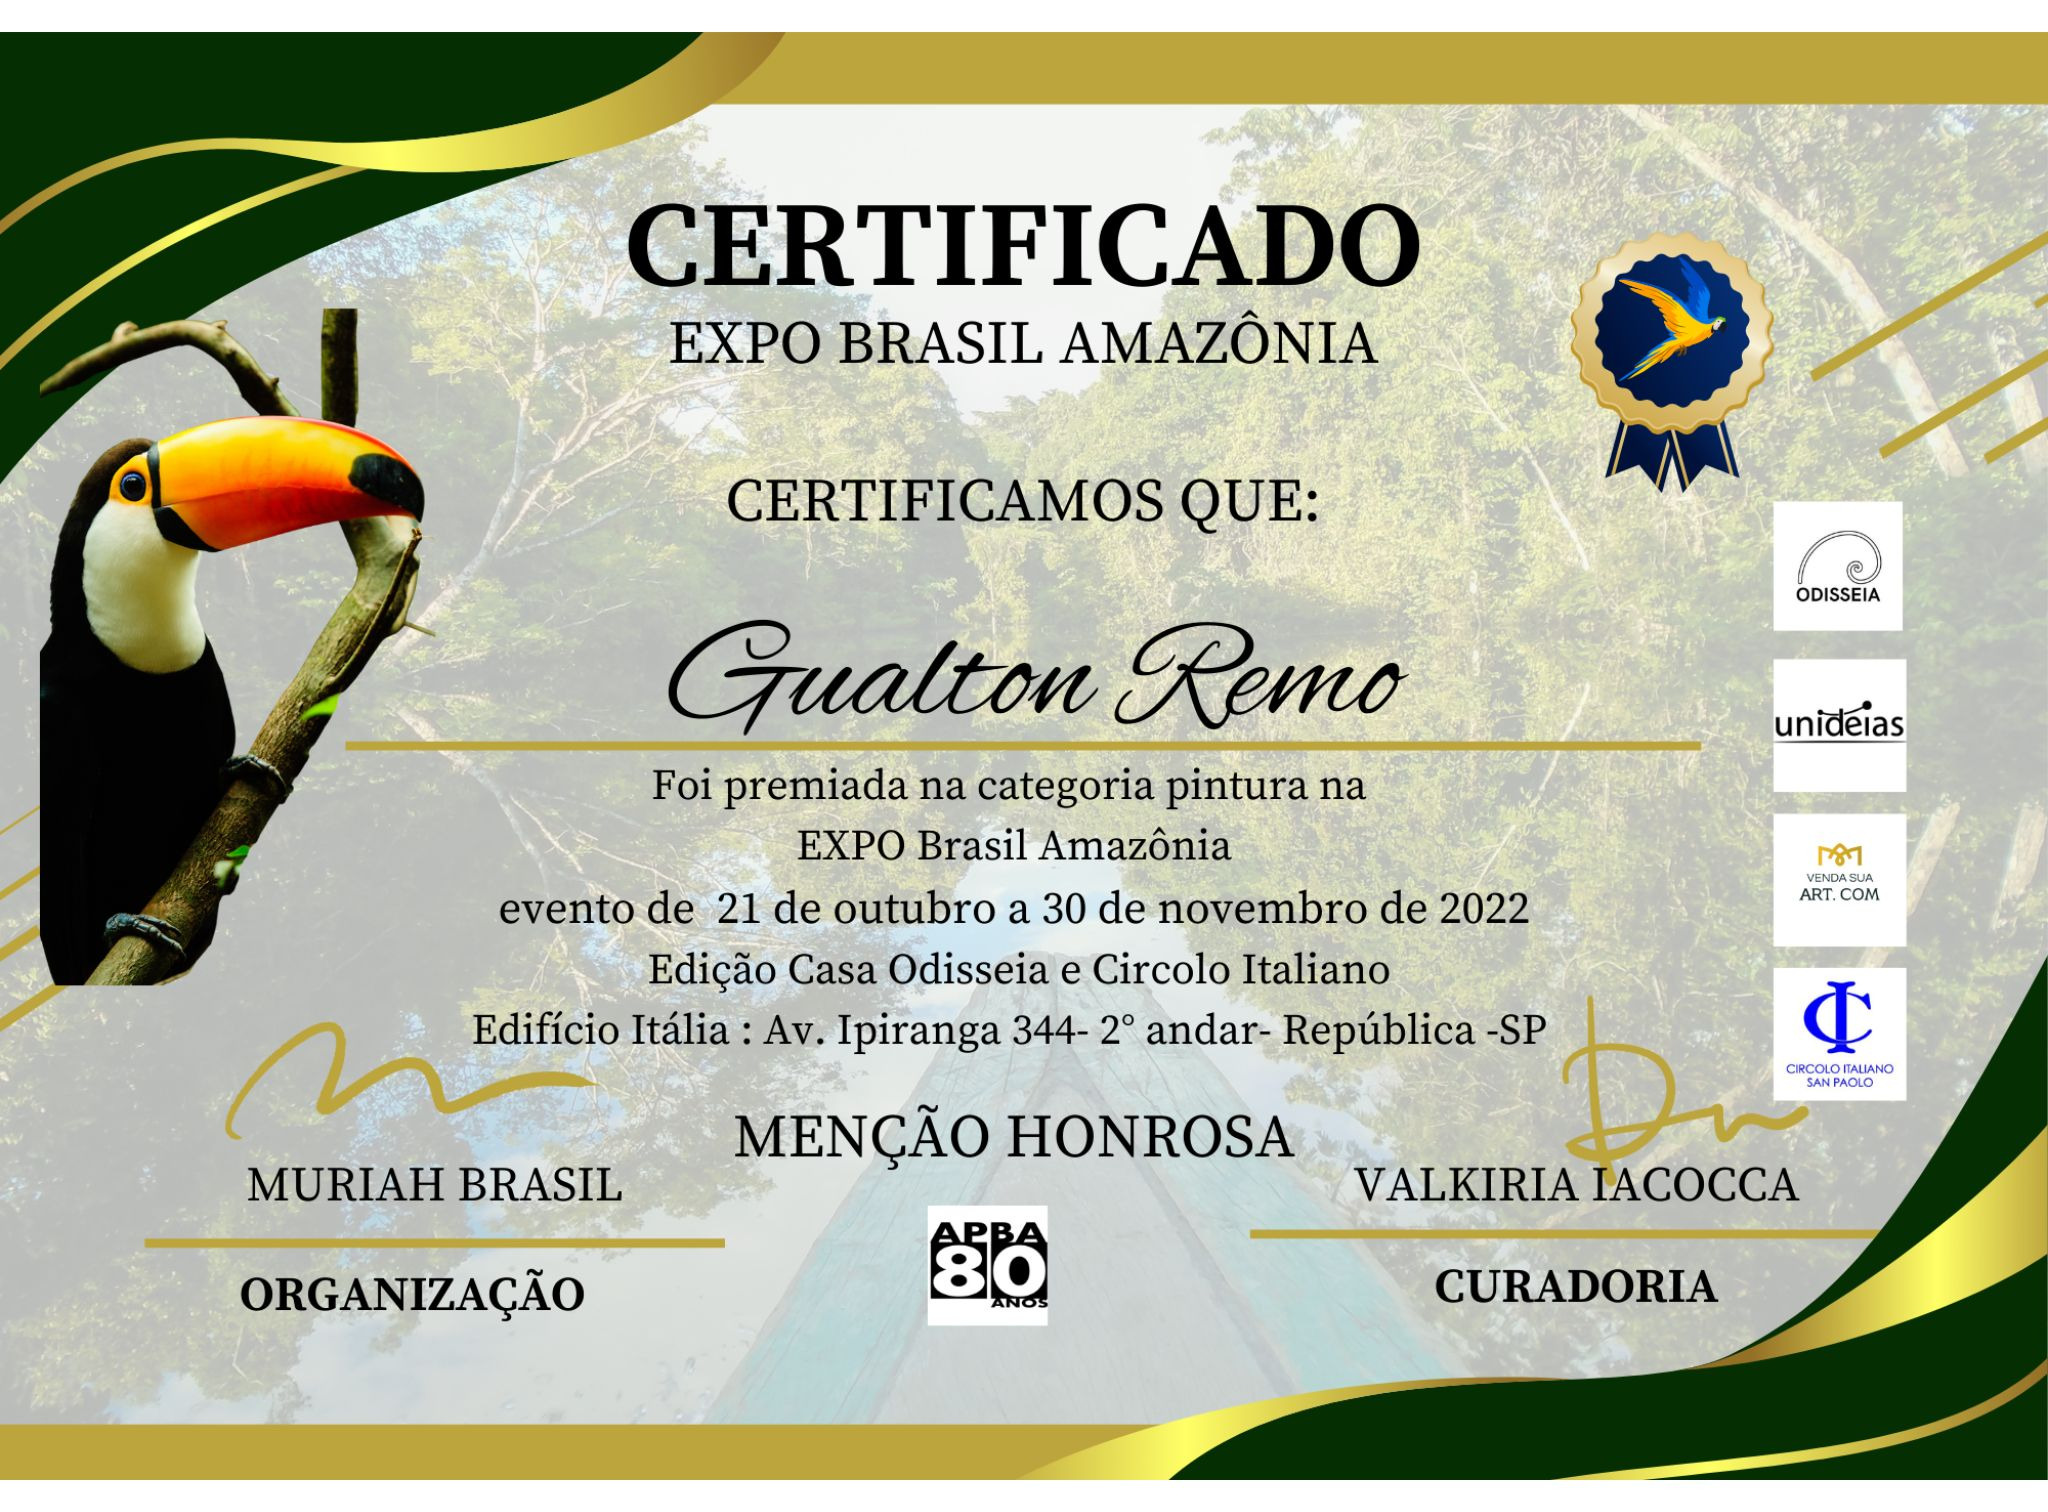 CERTIFICADO
EXPO BRASIL AMAZÔNIA
CERTIFICAMOS QUE:
Gualton Remo
Foi premiada na categoria pintura na
EXPO Brasil Amazônia
evento de 21 de outubro a 30 de novembro de 2022
Edição Casa Odisseia e Circolo Italiano
Edifício Itália : Av. Ipiranga 344- 2° andar- República -SP
MENÇÃO HONROSA
MURIAH BRASIL
ORGANIZAÇÃO
APBA
80
ANOS
VALKIRIA IACOCCA
CURADORIA
ODISSEIA
unideias
VENDA SUA
ART. COM
CIRCOLO ITALIANO
SAN PAOLO